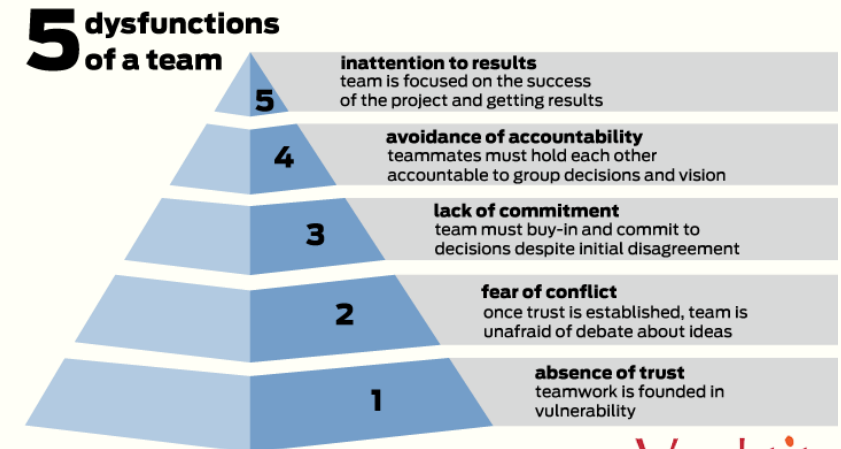 5 dysfunctions
of a team
inattention to results
team is focused on the success
of the project and getting results
5
avoidance of accountability
teammates must hold each other
accountable to group decisions and vision
4
lack of commitment
team must buy-in and commit to
decisions despite initial disagreement
3
fear of conflict
once trust is established, team is
unafraid of debate about ideas
2
absence of trust
teamwork is founded in
vulnerability
1